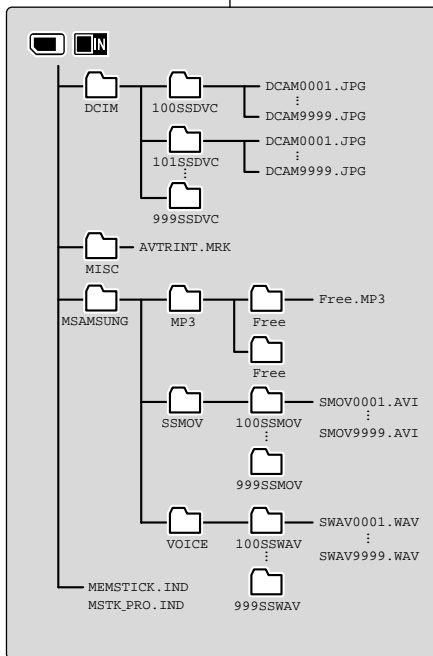 IN
DCIM
100SSDVC
DCAM0001.JPG
DCAM9999.JPG
101SSDVC
DCAM0001.JPG
DCAM9999.JPG
999SSDVC
MISC
AVTRINT.MRK
MSAMSUNG
MP3
Free
Free.MP3
Free
SSMOV
100SSMOV
SMOV0001.AVI
SMOV9999.AVI
999SSMOV
VOICE
100SSWAV
SWAV0001.WAV
SWAV9999.WAV
999SSWAV
MEMSTICK.IND
MSTK_PRO.IND